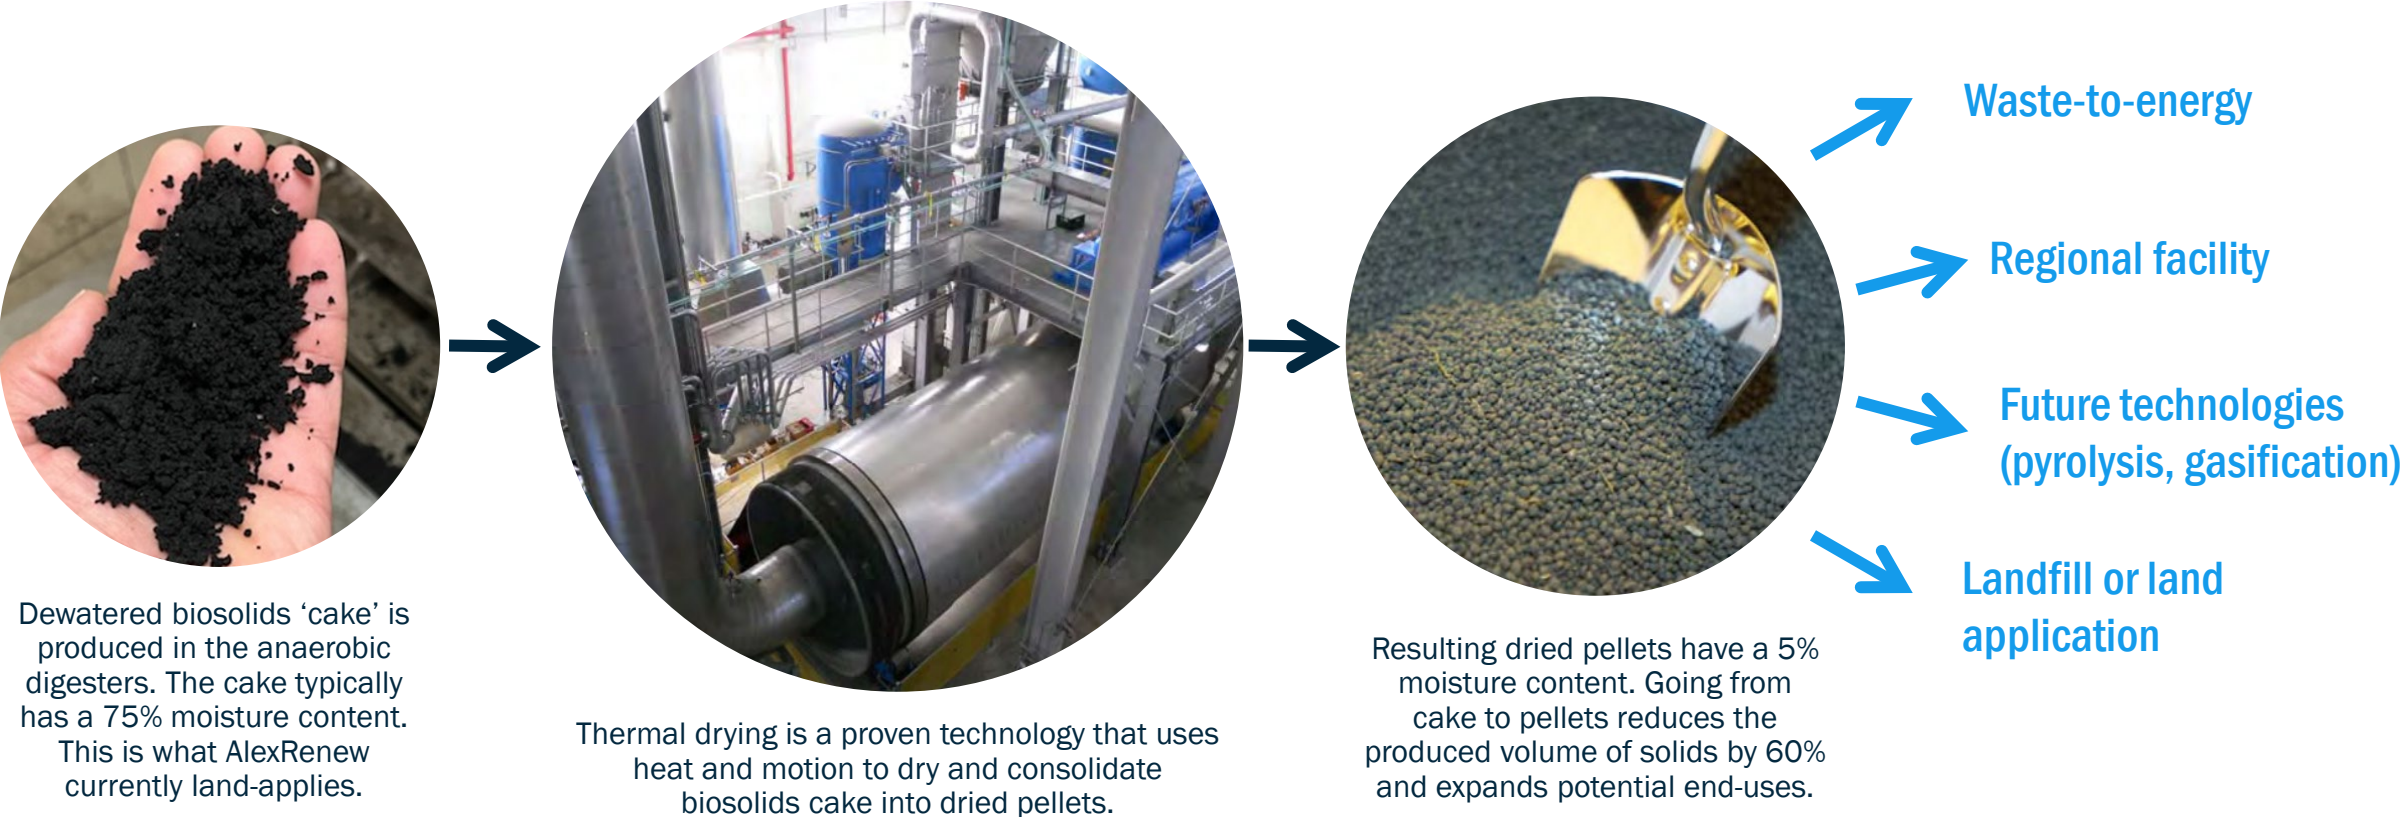 Dewatered biosolids ‘cake’ is
produced in the anaerobic
digesters. The cake typically
has a 75% moisture content.
This is what AlexRenew
currently land-applies.
Thermal drying is a proven technology that uses
heat and motion to dry and consolidate
biosolids cake into dried pellets.
Resulting dried pellets have a 5%
moisture content. Going from
cake to pellets reduces the
produced volume of solids by 60%
and expands potential end-uses.
Waste-to-energy
Regional facility
Future technologies
(pyrolysis, gasification)
Landfill or land
application